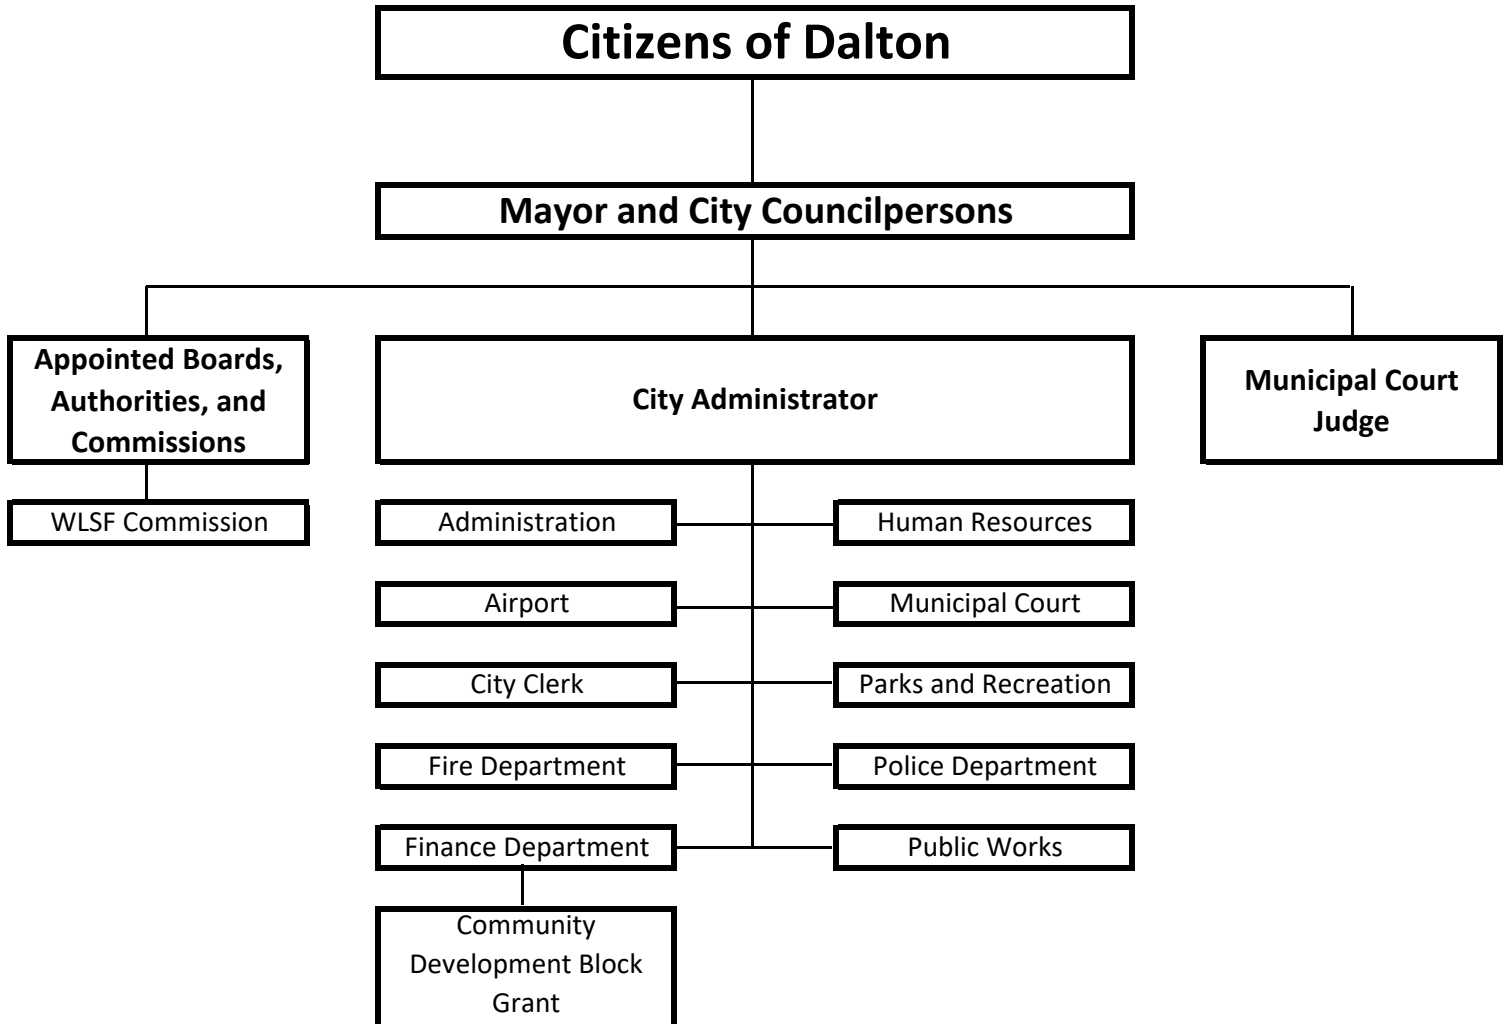 Citizens of Dalton
Mayor and City Councilpersons
Appointed Boards,
Authorities, and
Commissions
City Administrator
Municipal Court
Judge
WLSF Commission
Administration
Human Resources
Airport
Municipal Court
City Clerk
Parks and Recreation
Fire Department
Police Department
Finance Department
Public Works
Community
Development Block
Grant